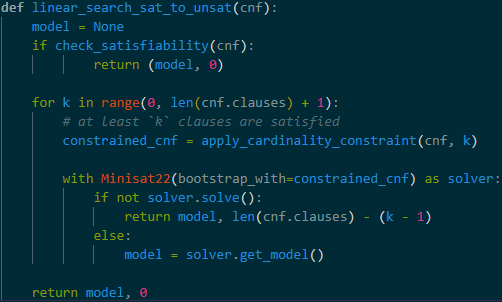 def linear_search_sat_to_unsat(cnf):
    model = None
    if check_satisfiability(cnf):
            return (model, 0)
    for k in range(0, len(cnf.clauses) + 1):
        # at least `k` clauses are satisfied
        constrained_cnf = apply_cardinality_constraint(cnf, k)
        with Minisat22(bootstrap_with=constrained_cnf) as solver:
            if not solver.solve():
                return model, len(cnf.clauses) - (k - 1)
            else:
                model = solver.get_model()
    return model, 0